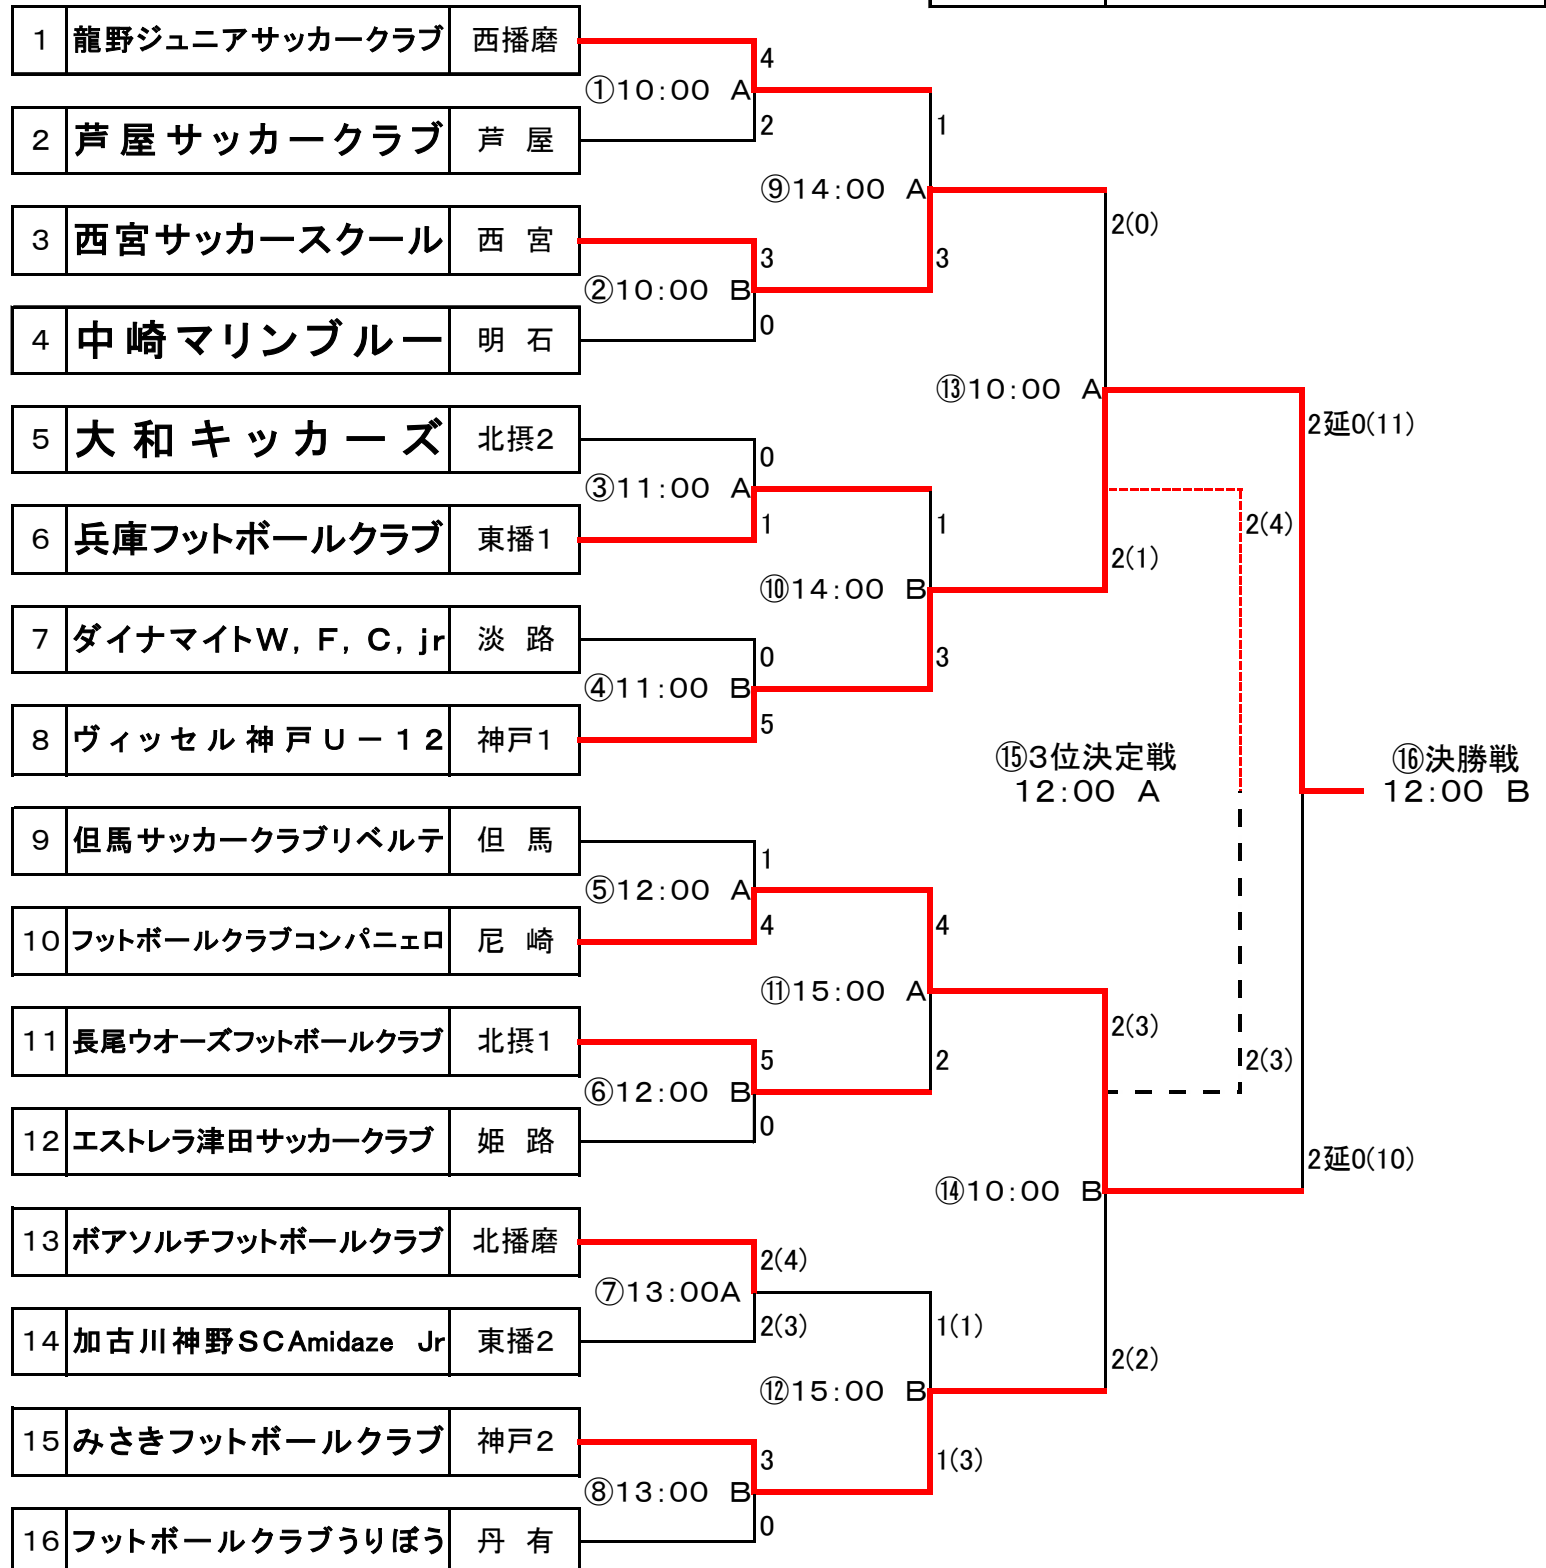 1 龍野ジュニアサッカークラブ 西播磨
4
①10:00 A
2
2 芦屋サッカークラブ 芦 屋
1
⑨14:00 A
3
3 西宮サッカースクール 西 宮
3
②10:00 B
0
4 中崎マリンブルー 明 石
2(0)
⑬10:00 A
2(1)
5 大和キッカーズ 北摂2
0
③11:00 A
1
6 兵庫フットボールクラブ 東播1
1
⑩14:00 B
3
7 ダイナマイトW,F,C,jr 淡 路
0
④11:00 B
5
8 ヴィッセル神戸U-12 神戸1
2延0(11)
2(4)
⑮3位決定戦
12:00 A
⑯決勝戦
12:00 B
2(3)
2延0(10)
9 但馬サッカークラブリベルテ 但 馬
1
⑤12:00 A
4
10 フットボールクラブコンパニェロ 尼 崎
4
⑪15:00 A
2
11 長尾ウオーズフットボールクラブ 北摂1
5
⑥12:00 B
0
12 エストレラ津田サッカークラブ 姫 路
2(3)
⑭10:00 B
2(2)
13 ボアソルチフットボールクラブ 北播磨
2(4)
⑦13:00A
2(3)
14 加古川神野SCAmidaze Jr 東播2
1(1)
⑫15:00 B
1(3)
15 みさきフットボールクラブ 神戸2
3
⑧13:00 B
0
16 フットボールクラブうりぼう 丹 有